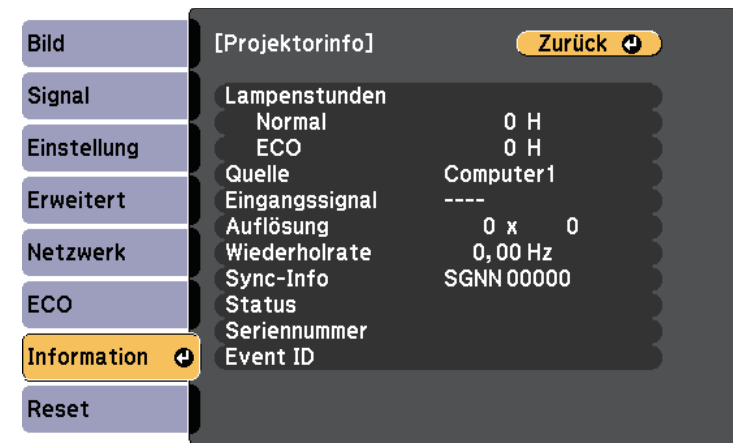 Bild
Signal
Einstellung
Erweitert
Netzwerk
ECO
Information
Reset
[Projektorinfo]
Zurück
Lampenstunden
Normal 0 H
ECO 0 H
Quelle Computer1
Eingangssignal ----
Auflösung 0 x 0
Wiederholrate 0,00 Hz
Sync-Info SGNN 00000
Status
Seriennummer
Event ID